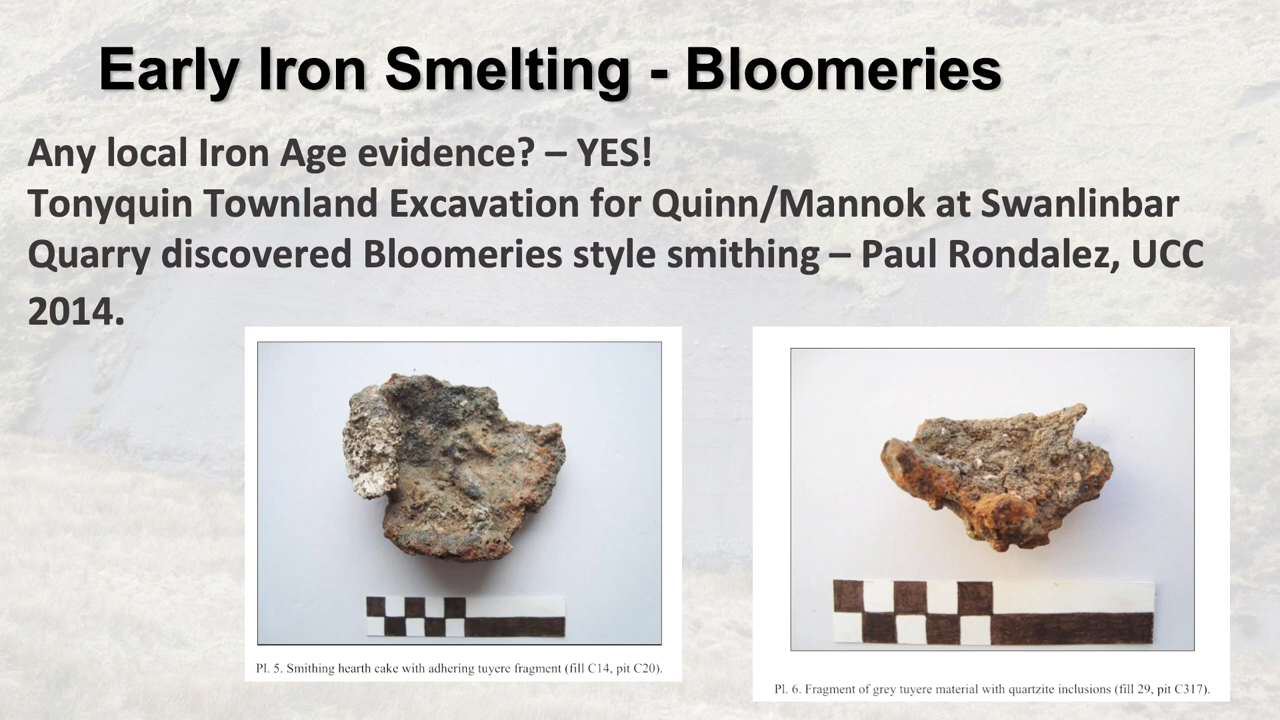 Early Iron Smelting - Bloomeries
Any local Iron Age evidence? – YES!
Tonyquin Townland Excavation for Quinn/Mannok at Swanlinbar
Quarry discovered Bloomeries style smithing – Paul Rondalez, UCC
2014.
Pl. 5. Smithing hearth cake with adhering tuyere fragment (fill C14, pit C20).
Pl. 6. Fragment of grey tuyere material with quartzite inclusions (fill 29, pit C317).